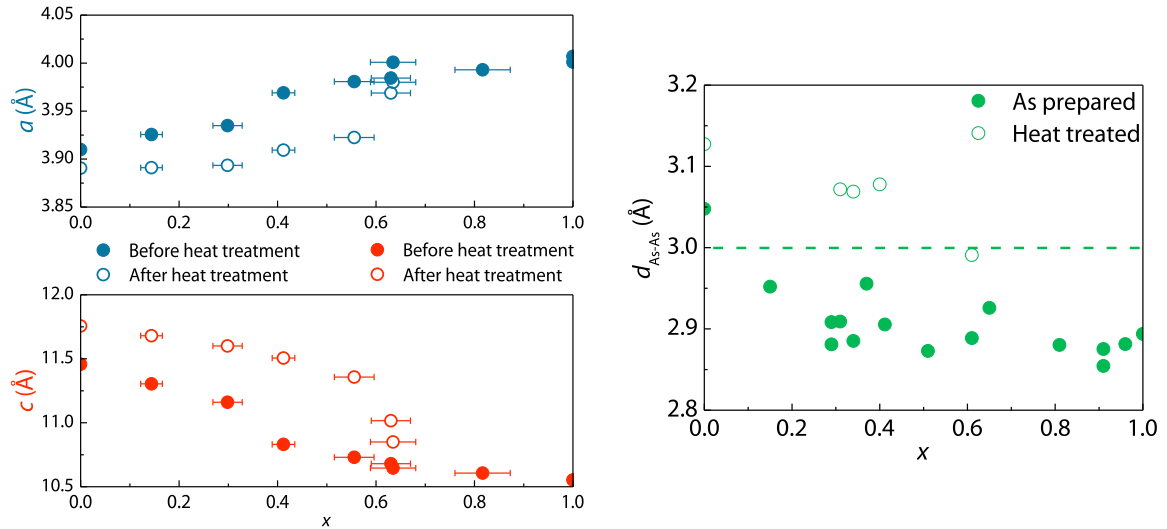 4.05
4.00
3.95
3.90
3.85
a (Å)
0.0 0.2 0.4 0.6 0.8 1.0
Before heat treatment
After heat treatment
Before heat treatment
After heat treatment
12.0
11.5
11.0
10.5
c (Å)
0.0 0.2 0.4 0.6 0.8 1.0
x
3.2
3.1
3.0
2.9
2.8
d As-As (Å)
As prepared
Heat treated
0.0 0.2 0.4 0.6 0.8 1.0
x